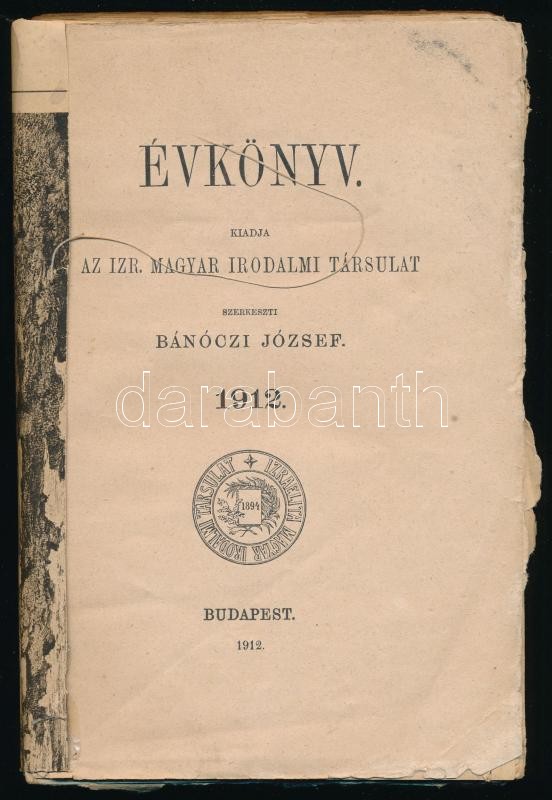 ÉVKÖNYV.
KIADJA
AZ IZR. MAGYAR IRODALMI TÁRSULAT
SZERKESZTI
BÁNÓCZI JÓZSEF.
1912.
darabanth
IZRAELITA MAGYAR IRODALMI TÁRSULAT
1894
BUDAPEST.
1912.